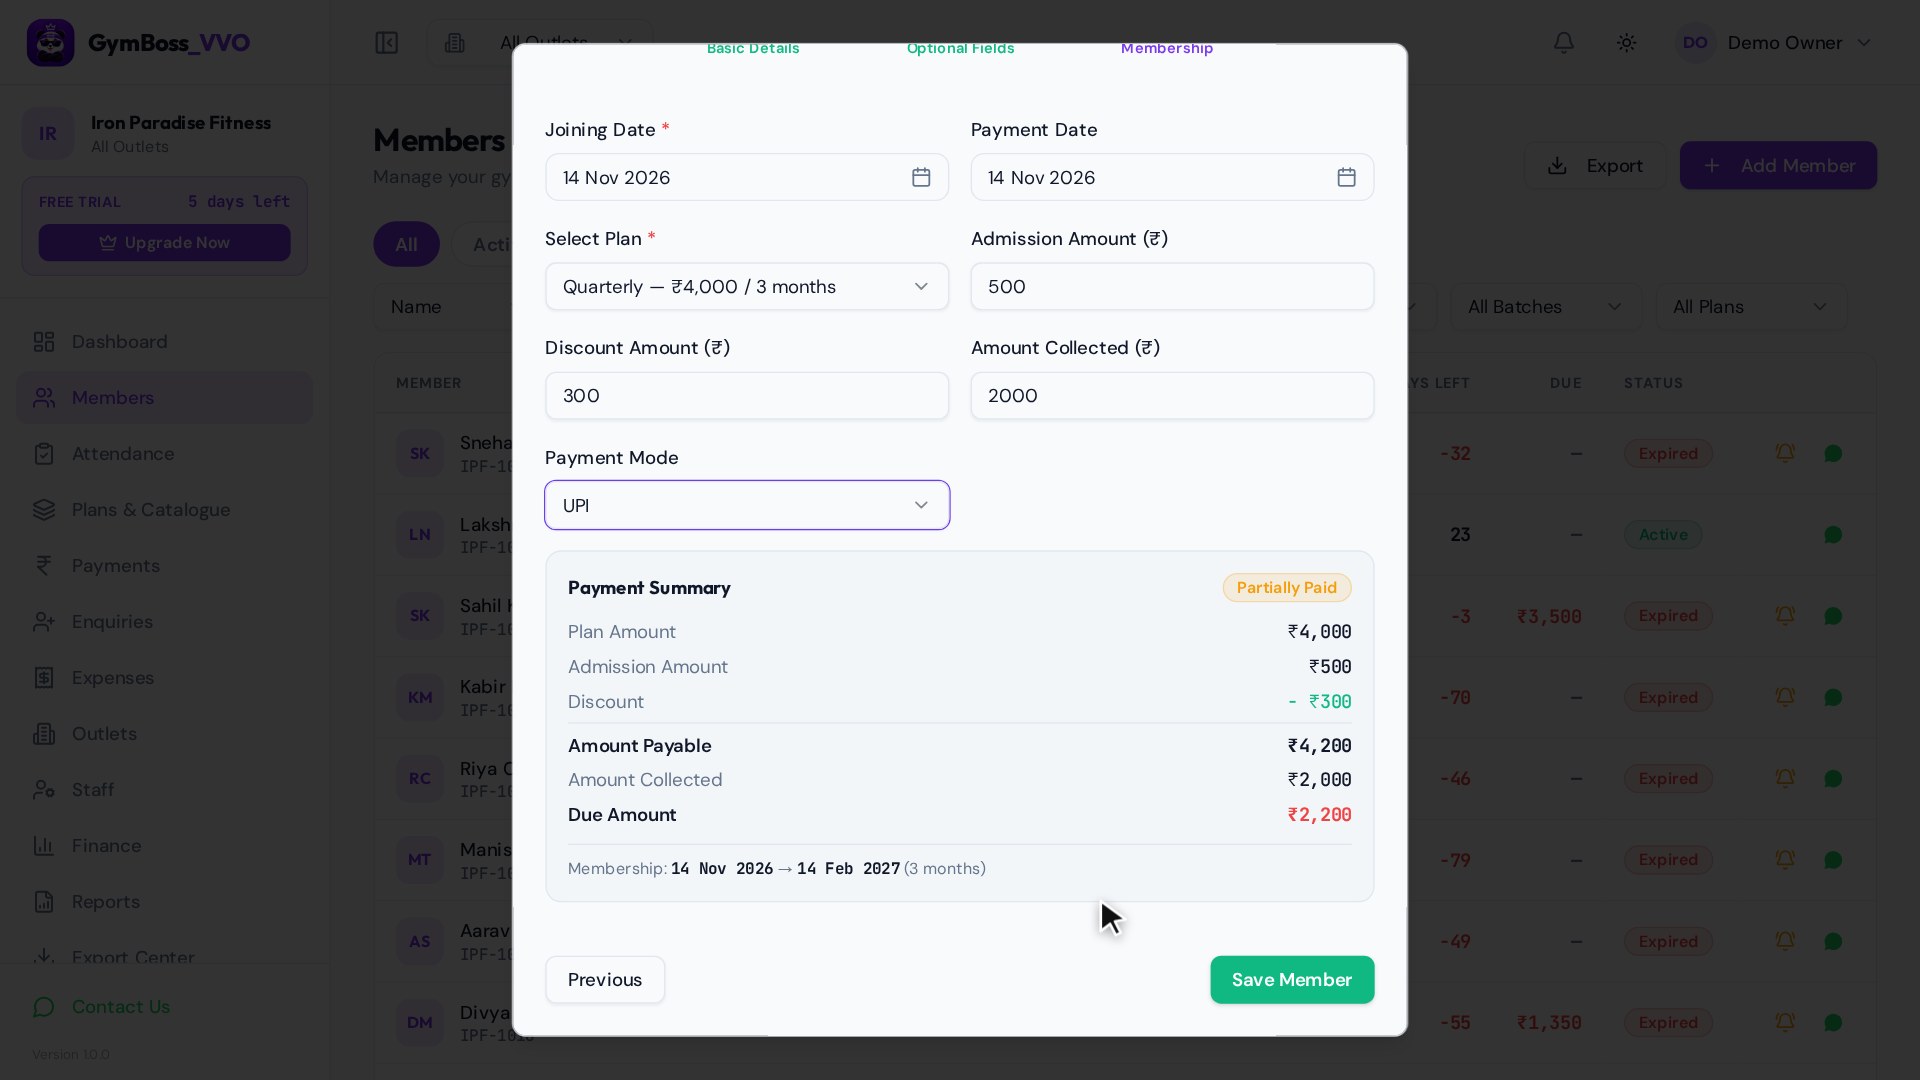 GymBoss_VVO
All Outlets
DO
Demo Owner
IR
Iron Paradise Fitness
All Outlets
FREE TRIAL
5 days left
Upgrade Now
Dashboard
Members
Attendance
Plans & Catalogue
Payments
Enquiries
Expenses
Outlets
Staff
Finance
Reports
Export Center
Contact Us
Version 1.0.0
Members
Manage your gy
Export
Add Member
All
Name
All Batches
All Plans
MEMBER
DUE
STATUS
SK
Sneha
-32
—
Expired
LN
23
—
Active
SK
Sahil
-3
₹3,500
Expired
KM
Kabir
-70
—
Expired
RC
Riya
-46
—
Expired
MT
-79
—
Expired
AS
Aarav
-49
—
Expired
DM
Divya
-55
₹1,350
Expired
Basic Details
Optional Fields
Membership
Joining Date *
14 Nov 2026
Payment Date
14 Nov 2026
Select Plan *
Quarterly — ₹4,000 / 3 months
Admission Amount (₹)
500
Discount Amount (₹)
300
Amount Collected (₹)
2000
Payment Mode
UPI
Payment Summary
Partially Paid
Plan Amount
₹4,000
Admission Amount
₹500
Discount
- ₹300
Amount Payable
₹4,200
Amount Collected
₹2,000
Due Amount
₹2,200
Membership: 14 Nov 2026 → 14 Feb 2027 (3 months)
Previous
Save Member